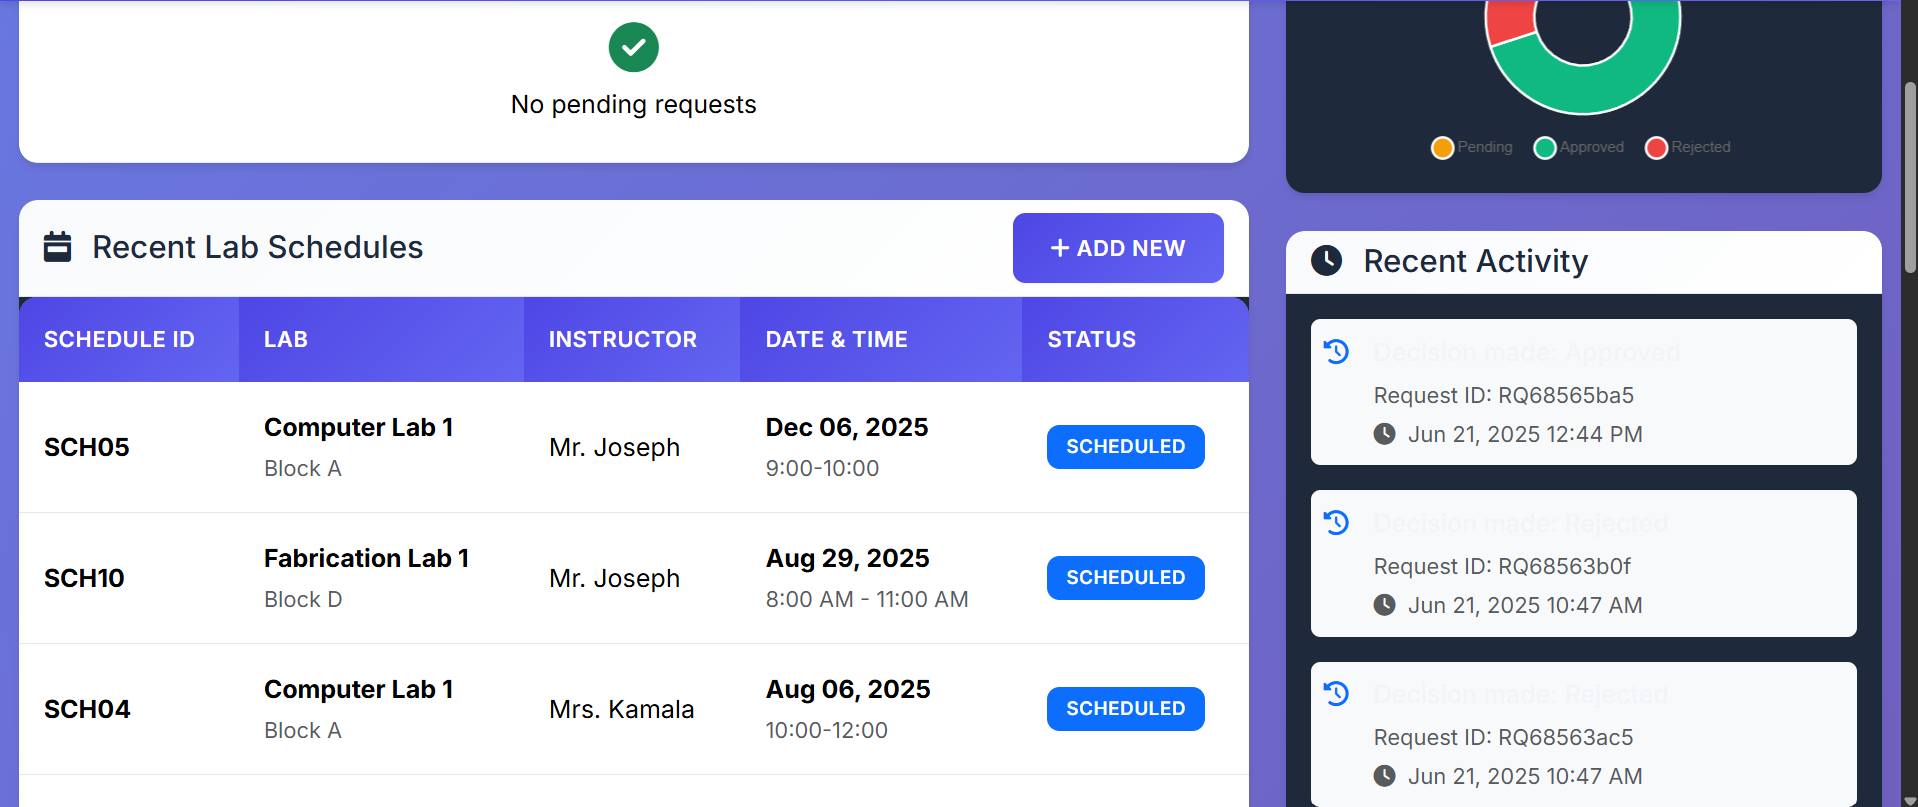 No pending requests
Recent Lab Schedules
+ ADD NEW
SCHEDULE ID LAB INSTRUCTOR DATE & TIME STATUS
SCH05 Computer Lab 1 Mr. Joseph Dec 06, 2025 SCHEDULED
Block A 9:00-10:00
SCH10 Fabrication Lab 1 Mr. Joseph Aug 29, 2025 SCHEDULED
Block D 8:00 AM - 11:00 AM
SCH04 Computer Lab 1 Mrs. Kamala Aug 06, 2025 SCHEDULED
Block A 10:00-12:00
Pending Approved Rejected
Recent Activity
Decision made: Approved
Request ID: RQ68565ba5
Jun 21, 2025 12:44 PM
Decision made: Rejected
Request ID: RQ68563b0f
Jun 21, 2025 10:47 AM
Decision made: Rejected
Request ID: RQ68563ac5
Jun 21, 2025 10:47 AM